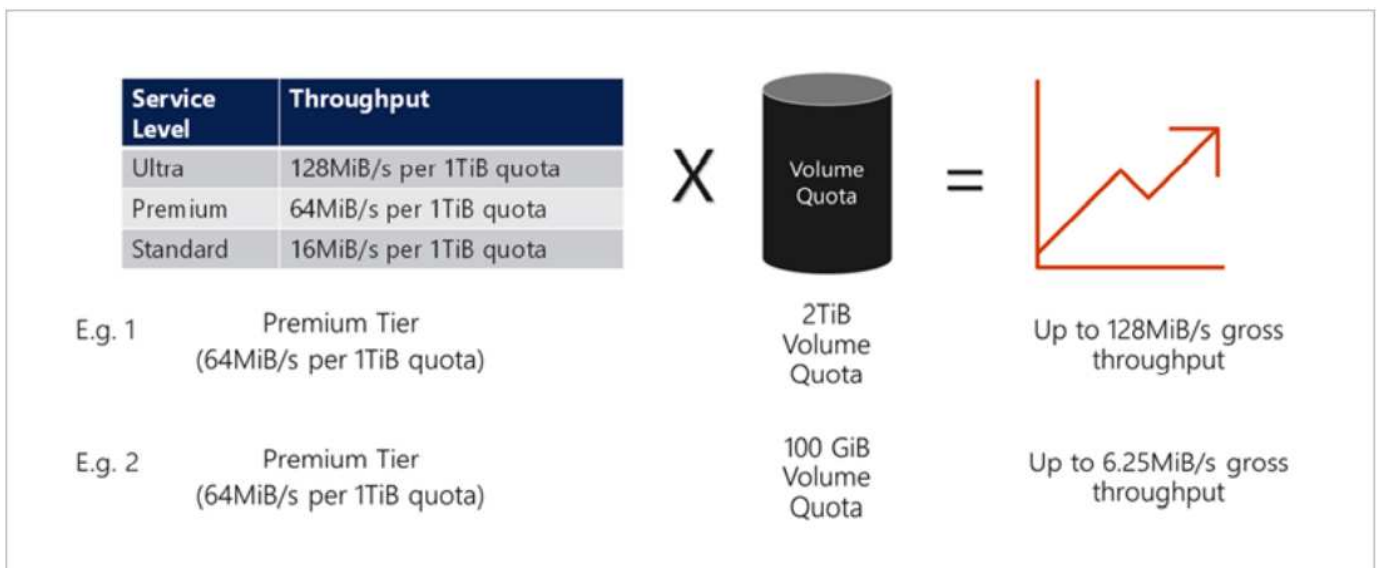 Service Level
Throughput
Ultra
128MiB/s per 1TiB quota
Premium
64MiB/s per 1TiB quota
Standard
16MiB/s per 1TiB quota
X
Volume
Quota
=
E.g. 1
Premium Tier
(64MiB/s per 1TiB quota)
2TiB
Volume
Quota
Up to 128MiB/s gross
throughput
E.g. 2
Premium Tier
(64MiB/s per 1TiB quota)
100 GiB
Volume
Quota
Up to 6.25MiB/s gross
throughput